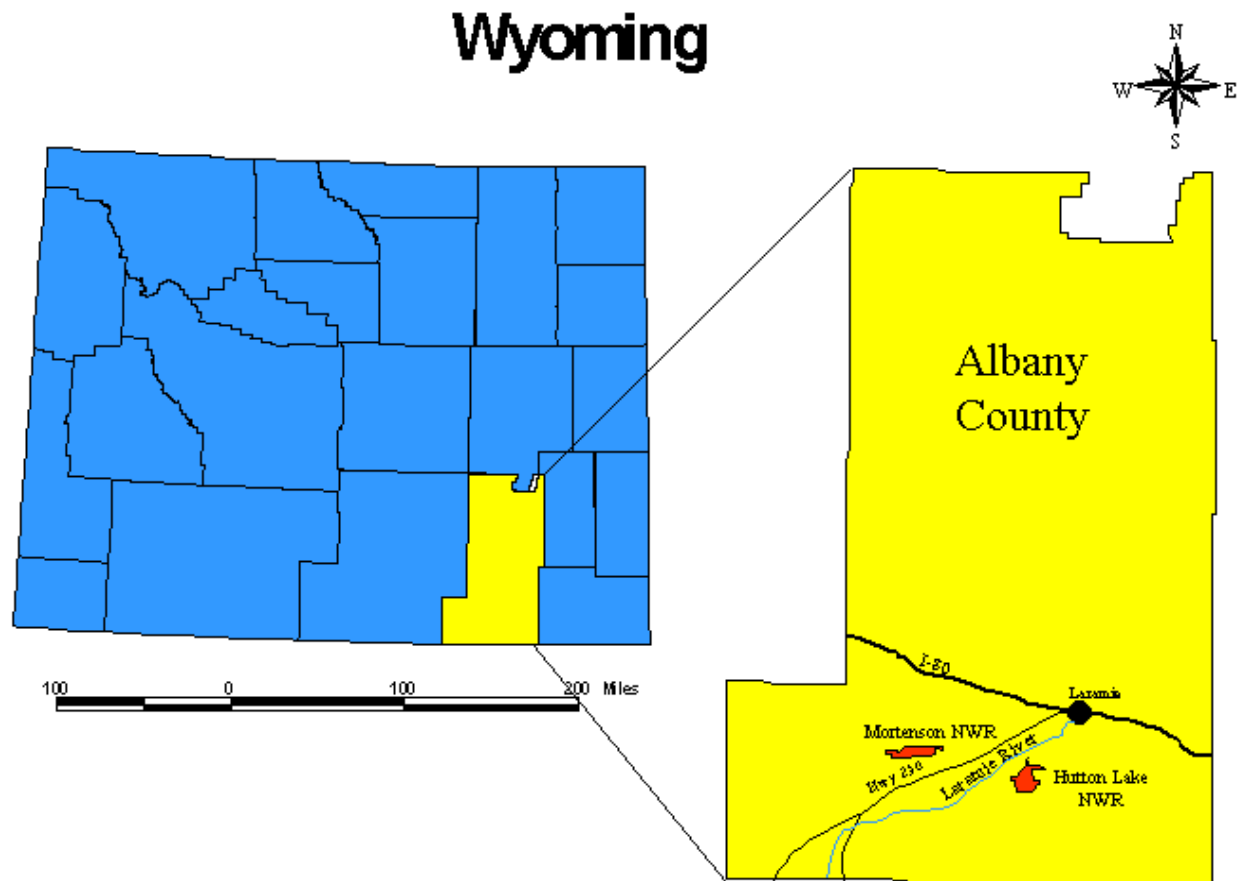 Wyoming
N
W
E
S
Albany
County
I-80
Laramie
Mortenson NWR
Hwy 230
Laramie River
Hutton Lake
NWR
100
0
100
200 Miles